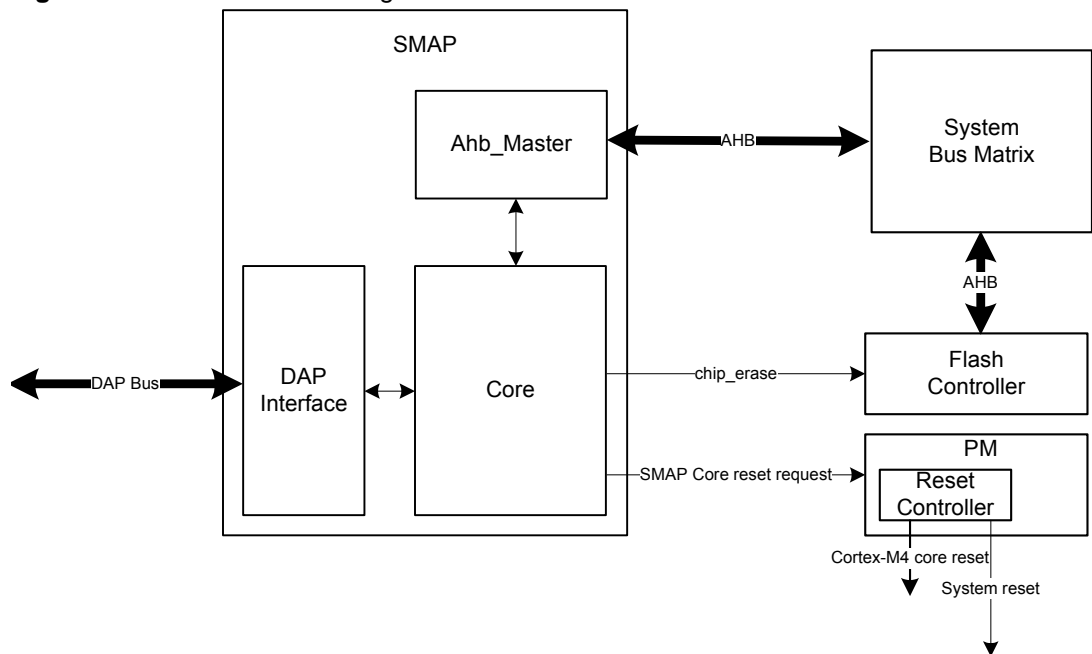 SMAP
Ahb_Master
AHB
System
Bus Matrix
AHB
DAP Bus
DAP
Interface
Core
chip_erase
Flash
Controller
SMAP Core reset request
PM
Reset
Controller
Cortex-M4 core reset
System reset